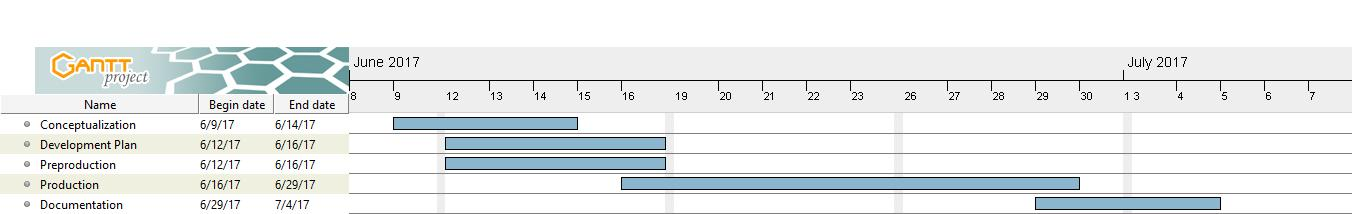 GANTT
project
June 2017 July 2017
8 9 12 13 14 15 16 19 20 21 22 23 26 27 28 29 30 1 3 4 5 6 7
Name Begin date End date
Conceptualization 6/9/17 6/14/17
Development Plan 6/12/17 6/16/17
Preproduction 6/12/17 6/16/17
Production 6/16/17 6/29/17
Documentation 6/29/17 7/4/17